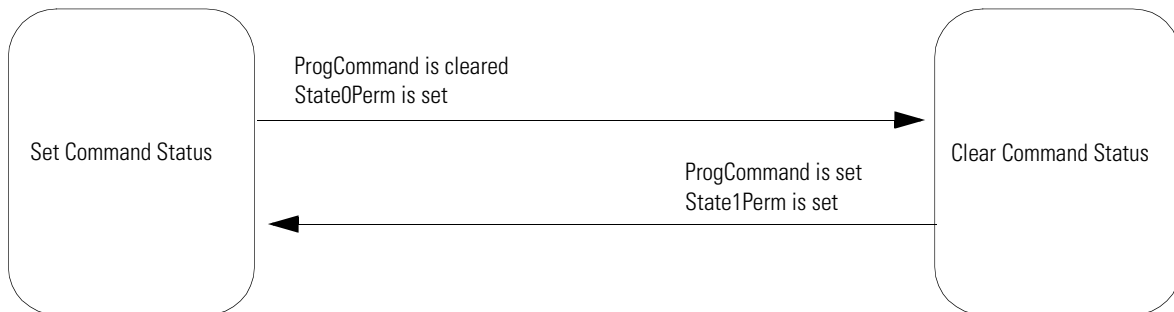 ProgCommand is cleared
State0Perm is set
Set Command Status
Clear Command Status
ProgCommand is set
State1Perm is set